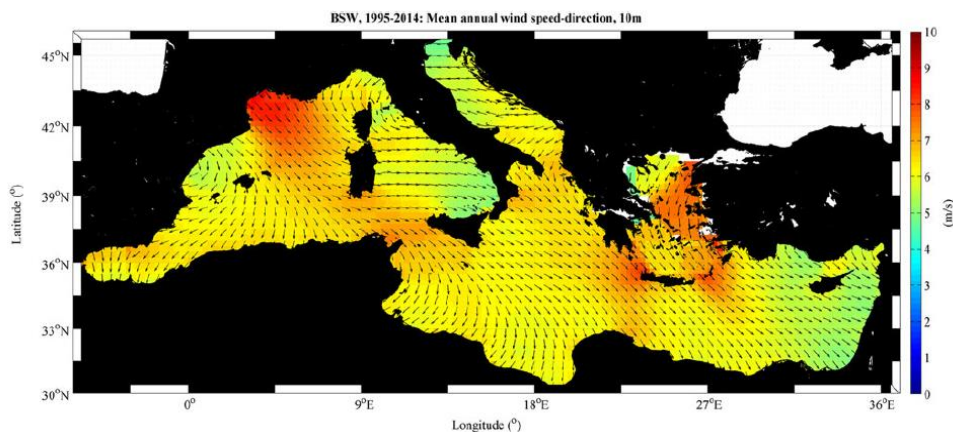 BSW, 1995-2014: Mean annual wind speed-direction, 10m
45°N
42°N
39°N
36°N
33°N
30°N
Latitude (°)
0°
9°E
18°E
27°E
36°E
Longitude (°)
10
9
8
7
6
5
4
3
2
1
0
(m/s)